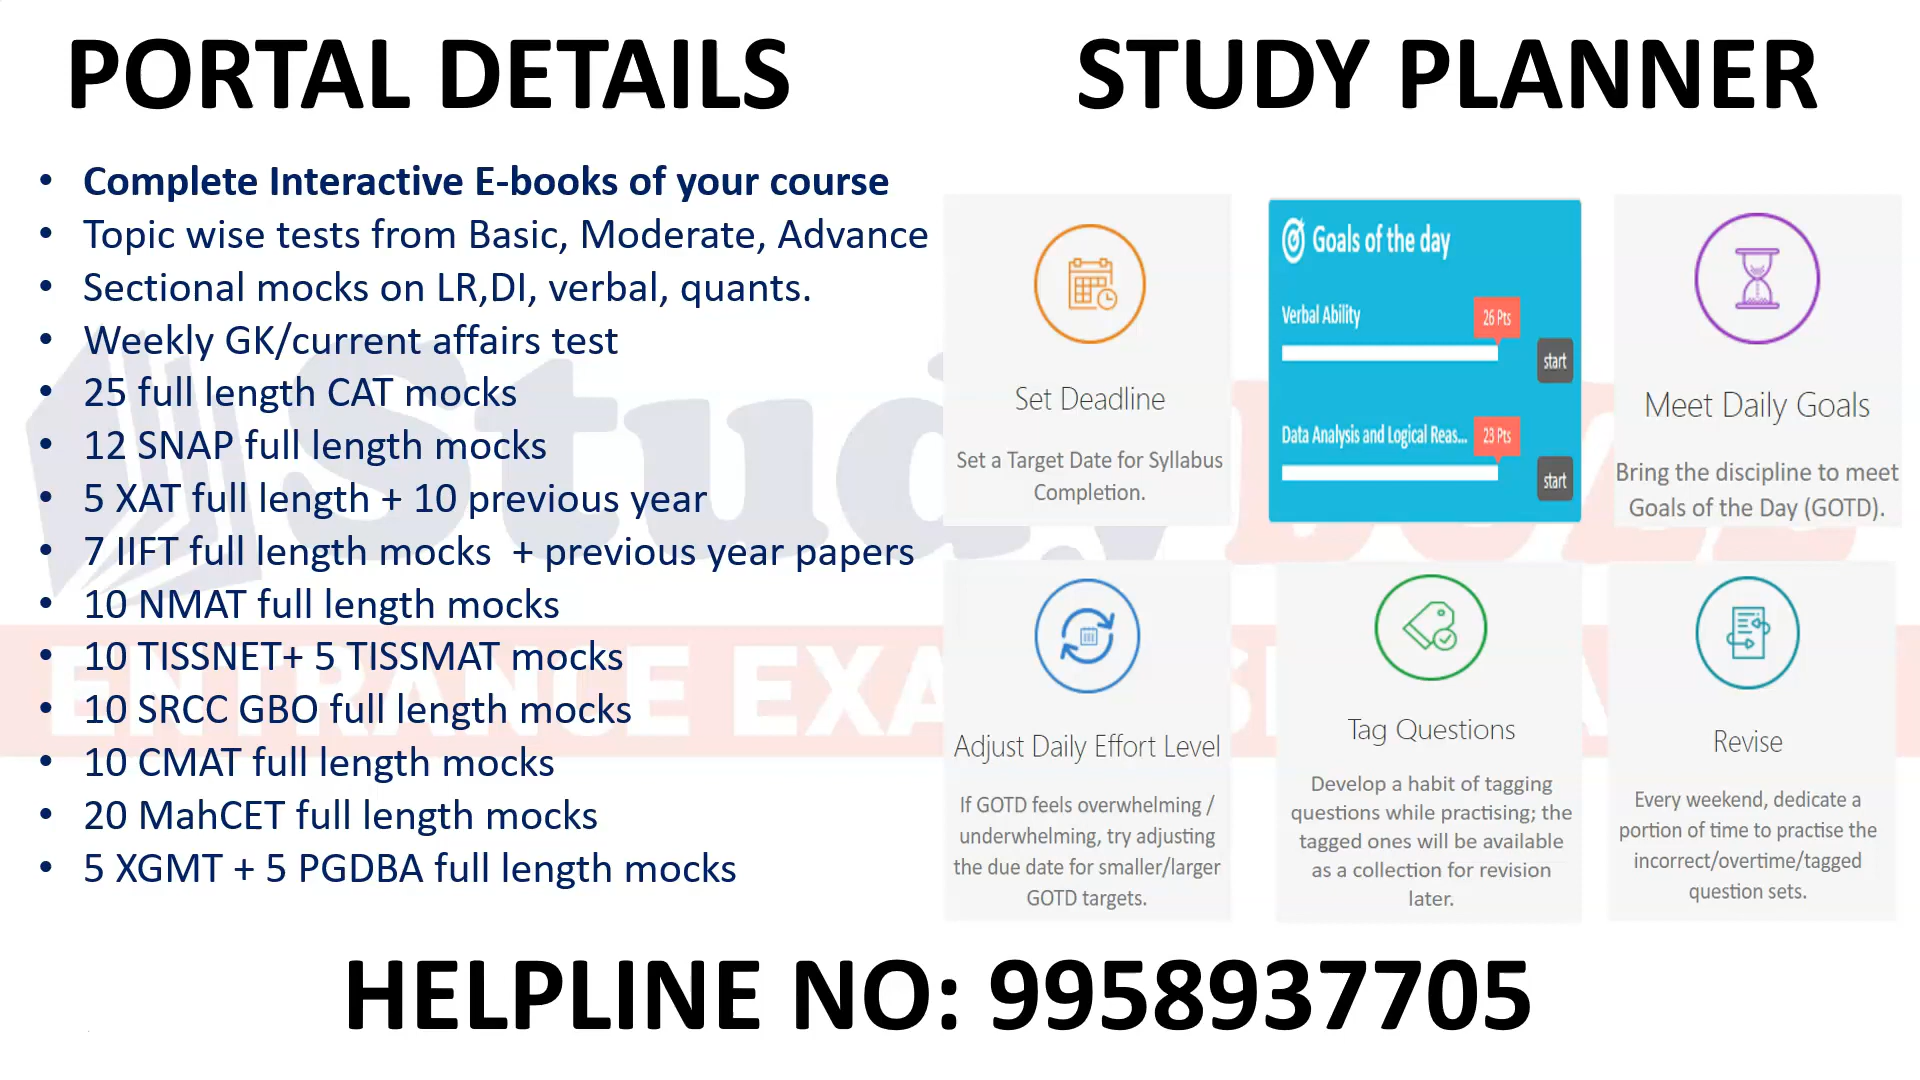 PORTAL DETAILS
• Complete Interactive E-books of your course
• Topic wise tests from Basic, Moderate, Advance
• Sectional mocks on LR,DI, verbal, quants.
• Weekly GK/current affairs test
• 25 full length CAT mocks
• 12 SNAP full length mocks
• 5 XAT full length + 10 previous year
• 7 IIFT full length mocks + previous year papers
• 10 NMAT full length mocks
• 10 TISSNET+ 5 TISSMAT mocks
• 10 SRCC GBO full length mocks
• 10 CMAT full length mocks
• 20 MahCET full length mocks
• 5 XGMT + 5 PGDBA full length mocks
STUDY PLANNER
Set Deadline
Set a Target Date for Syllabus
Completion.
Goals of the day
Verbal Ability
26 Pts
start
Data Analysis and Logical Reas...
23 Pts
start
Meet Daily Goals
Bring the discipline to meet
Goals of the Day (GOTD).
Adjust Daily Effort Level
If GOTD feels overwhelming /
underwhelming, try adjusting
the due date for smaller/larger
GOTD targets.
Tag Questions
Develop a habit of tagging
questions while practising; the
tagged ones will be available
as a collection for revision
later.
Revise
Every weekend, dedicate a
portion of time to practise the
incorrect/overtime/tagged
question sets.
HELPLINE NO: 9958937705
Study
ENTRANCE EXA